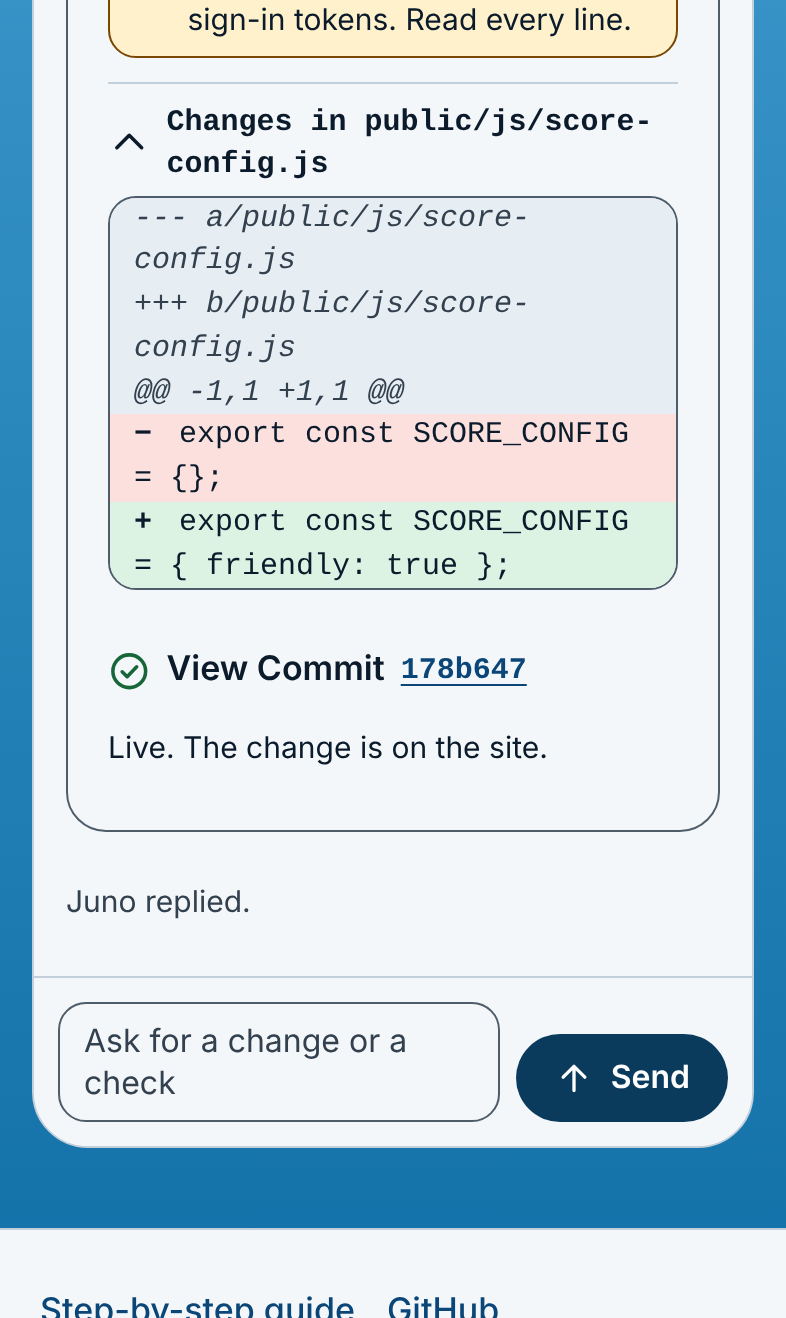 sign-in tokens. Read every line.
Changes in public/js/score-
config.js
--- a/public/js/score-
config.js
+++ b/public/js/score-
config.js
@@ -1,1 +1,1 @@
− export const SCORE_CONFIG
= {};
+ export const SCORE_CONFIG
= { friendly: true };
View Commit 178b647
Live. The change is on the site.
Juno replied.
Ask for a change or a
check
Send
Step-by-step guide GitHub